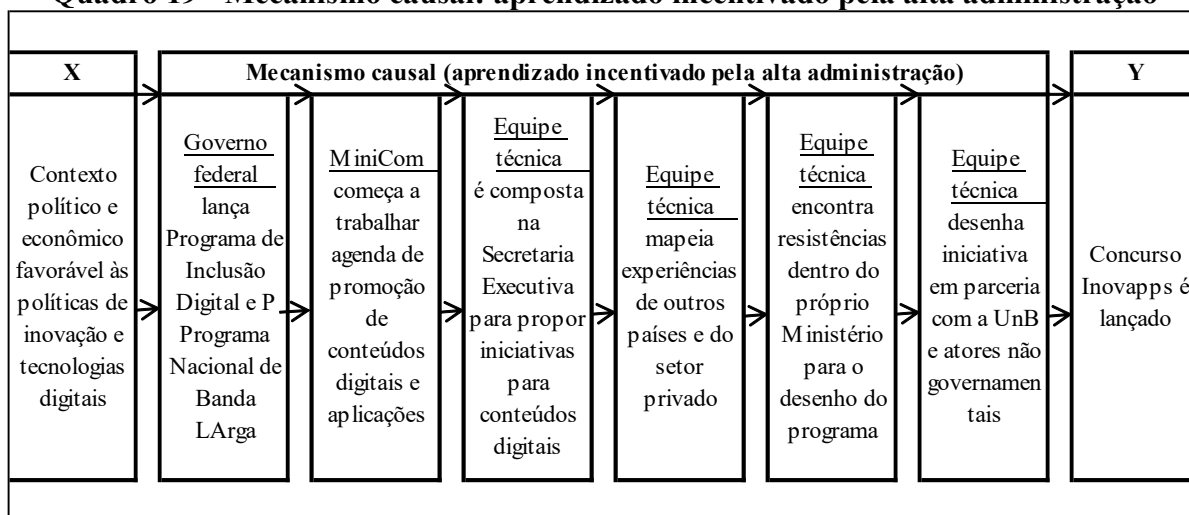 Quadro 19 - Mecanismo causal: aprendizado incentivado pela alta administração
X
Mecanismo causal (aprendizado incentivado pela alta administração)
Y
Contexto
político e
econômico
favorável às
políticas de
inovação e
tecnologias
digitais
Governo
federal
lança
Programa de
Inclusão
Digital e P
Programa
Nacional de
Banda
LArga
MiniCom
começa a
trabalhar
agenda de
promoção
de
conteúdos
digitais e
aplicações
Equipe
técnica
é composta
na
Secretaria
Executiva
para propor
iniciativas
para
conteúdos
digitais
Equipe
técnica
mapeia
experiências
de outros
países e do
setor
privado
Equipe
técnica
encontra
resistências
dentro do
próprio
Ministério
para o
desenho do
programa
Equipe
técnica
desenha
iniciativa
em parceria
com a UnB
e atores não
governamen
tais
Concurso
Inovapps é
lançado